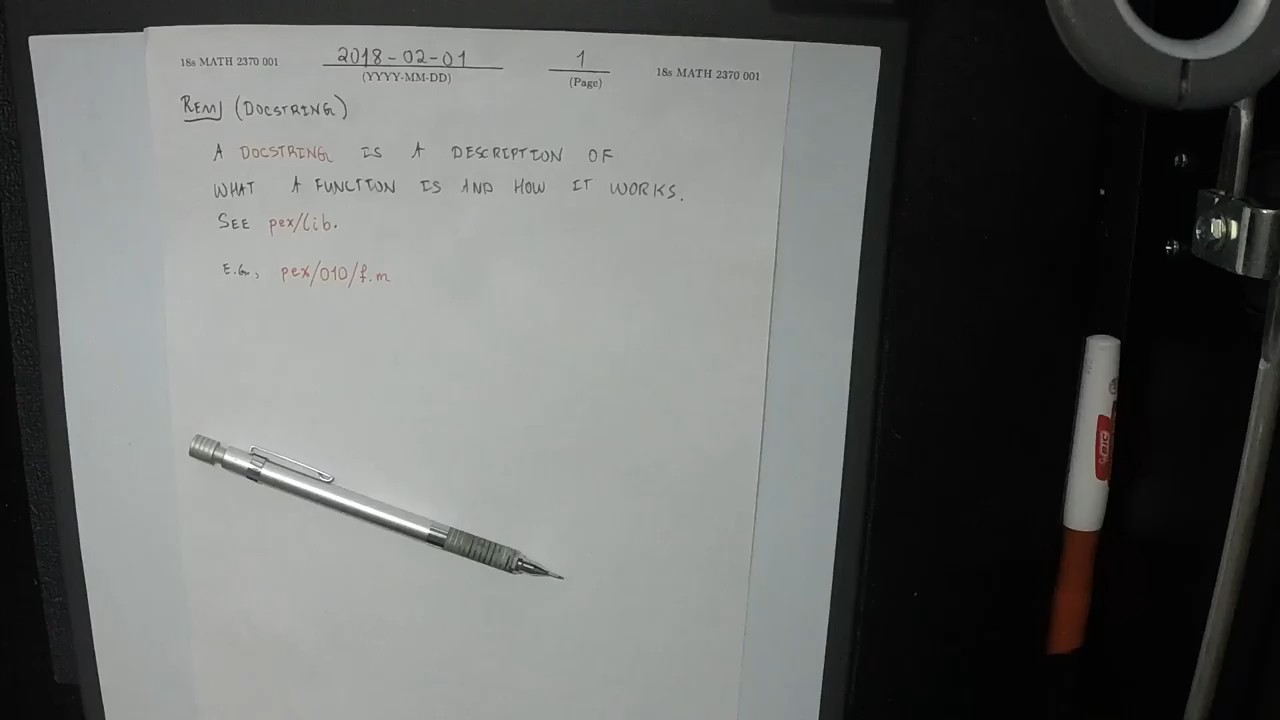 18s MATH 2370 001 2018-02-01 1 18s MATH 2370 001
(YYYY-MM-DD) (Page)
REM (DOCSTRING)
A DOCSTRING IS A DESCRIPTION OF
WHAT A FUNCTION IS AND HOW IT WORKS.
SEE pex/lib.
E.G., pex/010/f.m
BIC